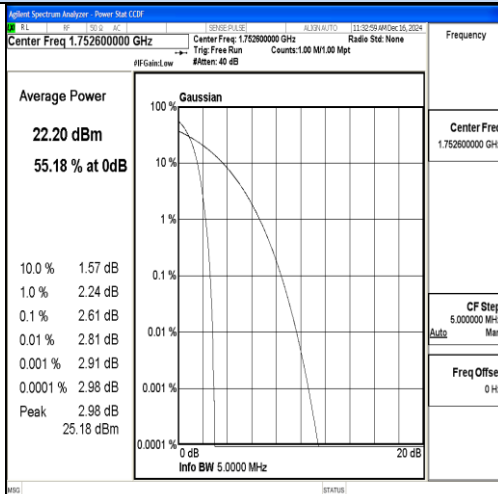 Agilent Spectrum Analyzer - Power Stat CCDF
RL RF 50 Ω AC SENSE:PULSE ALIGN AUTO 11:32:59 AM Dec 16, 2024
Center Freq 1.752600000 GHz
Center Freq: 1.752600000 GHz Radio Std: None
Trig: Free Run Counts:1.00 M/1.00 Mpt
#IFGain:Low #Atten: 40 dB
Frequency
Average Power
22.20 dBm
55.18 % at 0dB
10.0 % 1.57 dB
1.0 % 2.24 dB
0.1 % 2.61 dB
0.01 % 2.81 dB
0.001 % 2.91 dB
0.0001 % 2.98 dB
Peak 2.98 dB
25.18 dBm
Gaussian
100 %
10 %
1 %
0.1 %
0.01 %
0.001 %
0.0001 %
0 dB 20 dB
Info BW 5.0000 MHz
Center Freq
1.752600000 GHz
CF Step
5.000000 MHz
Auto Man
Freq Offse
0 Hz
MSG STATUS